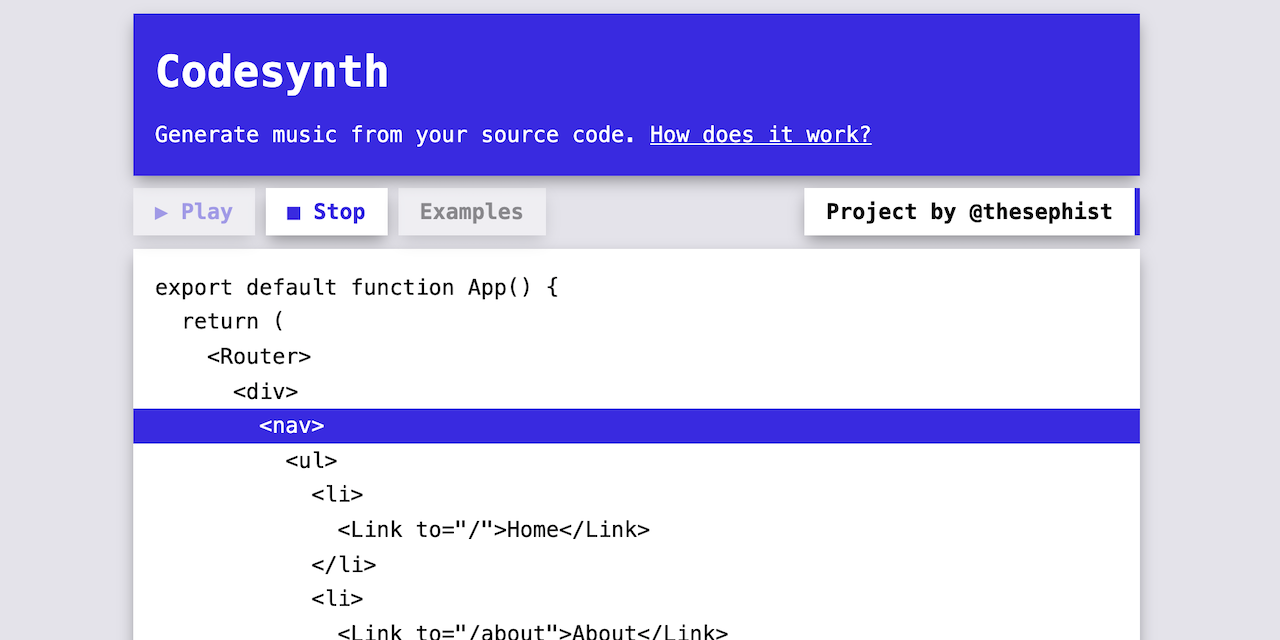 Codesynth
Generate music from your source code. How does it work?
▶ Play ■ Stop Examples Project by @thesephist
export default function App() {
  return (
    <Router>
      <div>
        <nav>
          <ul>
            <li>
              <Link to="/">Home</Link>
            </li>
            <li>
              <Link to="/about">About</Link>